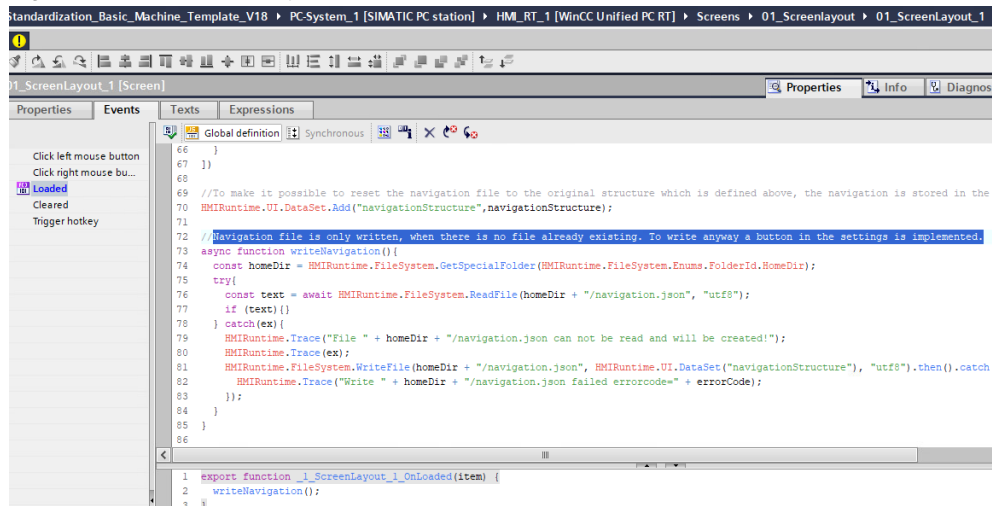 Standardization_Basic_Machine_Template_V18 ▸ PC-System_1 [SIMATIC PC station] ▸ HMI_RT_1 [WinCC Unified PC RT] ▸ Screens ▸ 01_Screenlayout ▸ 01_ScreenLayout_1
01_ScreenLayout_1 [Screen]
Properties Info Diagnos
Properties Events Texts Expressions
Global definition Synchronous
Click left mouse button
Click right mouse bu...
Loaded
Cleared
Trigger hotkey
66 }
67 ])
68
69 //To make it possible to reset the navigation file to the original structure which is defined above, the navigation is stored in the
70 HMIRuntime.UI.DataSet.Add("navigationStructure",navigationStructure);
71
72 //Navigation file is only written, when there is no file already existing. To write anyway a button in the settings is implemented.
73 async function writeNavigation(){
74 const homeDir = HMIRuntime.FileSystem.GetSpecialFolder(HMIRuntime.FileSystem.Enums.FolderId.HomeDir);
75 try{
76 const text = await HMIRuntime.FileSystem.ReadFile(homeDir + "/navigation.json", "utf8");
77 if (text){}
78 } catch(ex){
79 HMIRuntime.Trace("File " + homeDir + "/navigation.json can not be read and will be created!");
80 HMIRuntime.Trace(ex);
81 HMIRuntime.FileSystem.WriteFile(homeDir + "/navigation.json", HMIRuntime.UI.DataSet("navigationStructure"), "utf8").then().catch
82 HMIRuntime.Trace("Write " + homeDir + "/navigation.json failed errorcode=" + errorCode);
83 });
84 }
85 }
86
1 export function _1_ScreenLayout_1_OnLoaded(item) {
2 writeNavigation();
3 }